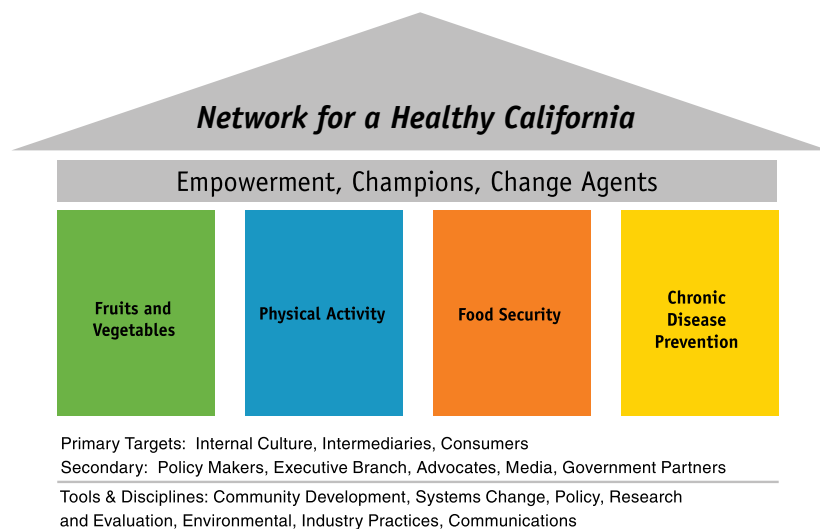 Network for a Healthy California
Empowerment, Champions, Change Agents
Fruits and
Vegetables
Physical Activity
Food Security
Chronic
Disease
Prevention
Primary Targets:  Internal Culture, Intermediaries, Consumers
Secondary:  Policy Makers, Executive Branch, Advocates, Media, Government Partners
Tools & Disciplines: Community Development, Systems Change, Policy, Research
and Evaluation, Environmental, Industry Practices, Communications